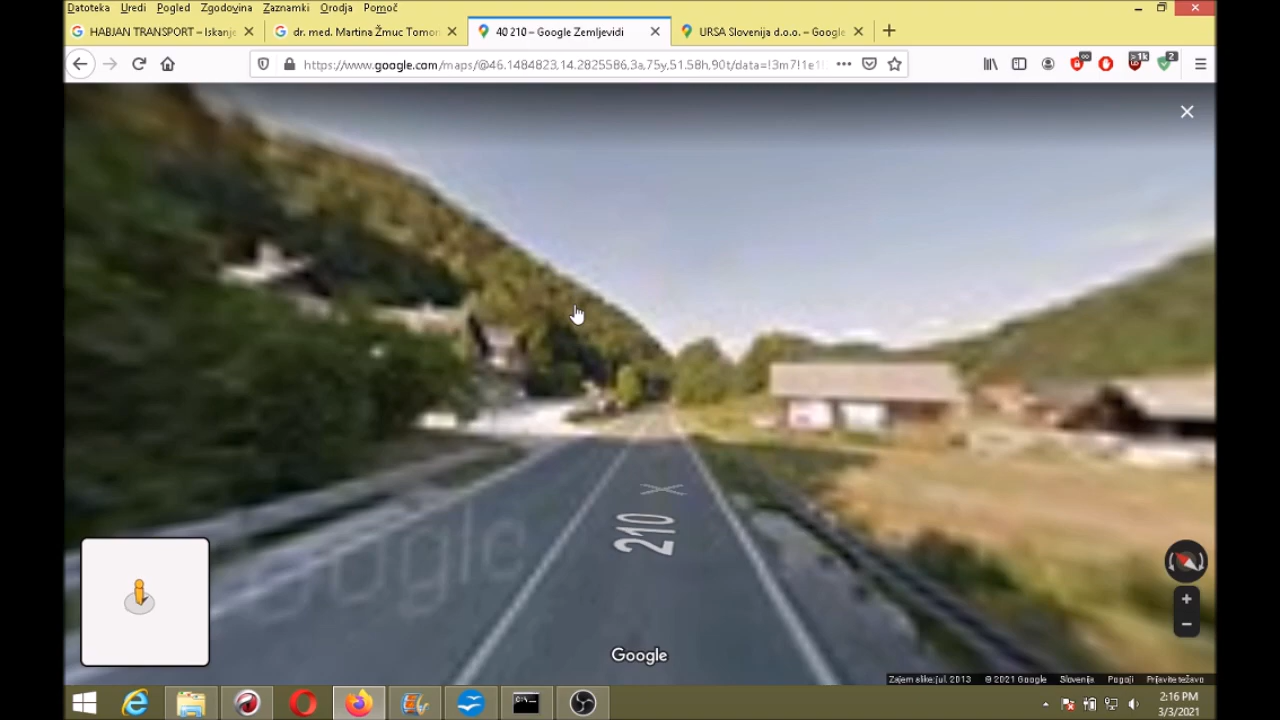 Datoteka Uredi Pogled Zgodovina Zaznamki Orodja Pomoč
HABJAN TRANSPORT – Iskanje
dr. med. Martina Žmuc Tomori
40 210 – Google Zemljevidi
URSA Slovenija d.o.o. – Google
https://www.google.com/maps/@46.1484823,14.2825586,3a,75y,51.58h,90t/data=!3m7!1e1!
1k
2
210
Google
Google
Zajem slike: jul. 2013 © 2021 Google Slovenija Pogoji Prijavite težavo
2:16 PM
3/3/2021